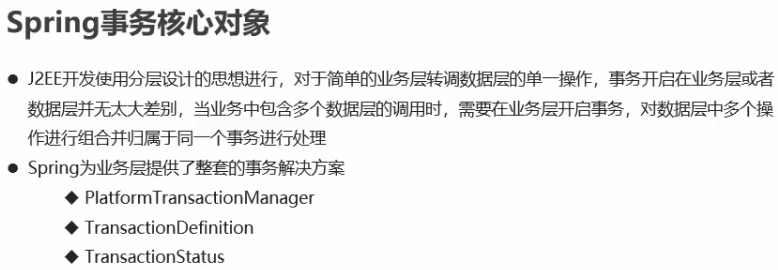 Spring事务核心对象
● J2EE开发使用分层设计的思想进行，对于简单的业务层转调数据层的单一操作，事务开启在业务层或者
数据层并无太大差别，当业务中包含多个数据层的调用时，需要在业务层开启事务，对数据层中多个操
作进行组合并归属于同一个事务进行处理
● Spring为业务层提供了整套的事务解决方案
◆ PlatformTransactionManager
◆ TransactionDefinition
◆ TransactionStatus